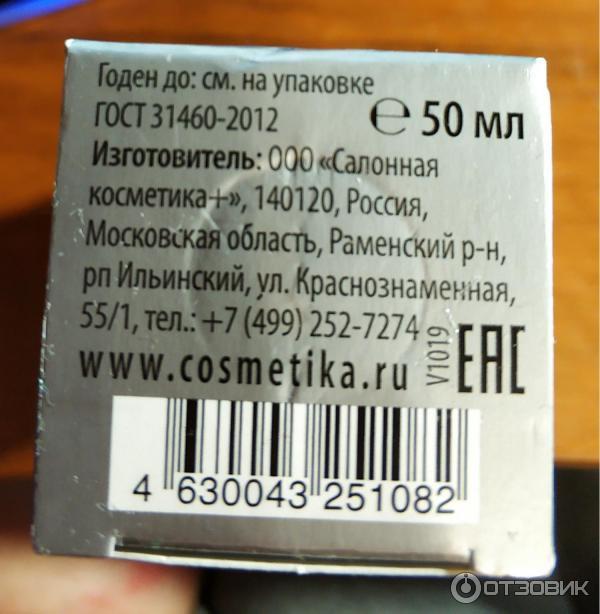 Годен до: см. на упаковке
ГОСТ 31460-2012
℮ 50 мл
Изготовитель: ООО «Салонная
косметика+», 140120, Россия,
Московская область, Раменский р-н,
рп Ильинский, ул. Краснознаменная,
55/1, тел.: +7 (499) 252-7274
www.cosmetika.ru
V1019
EAC
4 630043 251082
ОТЗОВИК